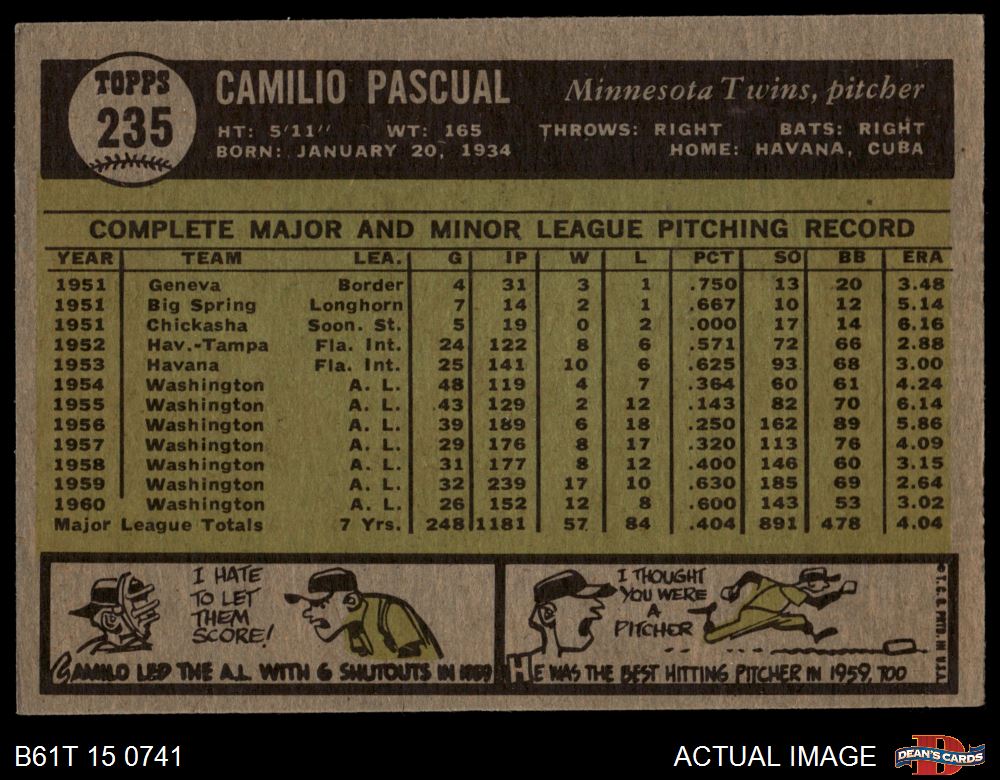 TOPPS
235
CAMILIO PASCUAL
Minnesota Twins, pitcher
HT: 5'11" WT: 165 THROWS: RIGHT BATS: RIGHT
BORN: JANUARY 20, 1934 HOME: HAVANA, CUBA
COMPLETE MAJOR AND MINOR LEAGUE PITCHING RECORD
YEAR TEAM LEA. G IP W L PCT SO BB ERA
1951 Geneva Border 4 31 3 1 .750 13 20 3.48
1951 Big Spring Longhorn 7 14 2 1 .667 10 12 5.14
1951 Chickasha Soon. St. 5 19 0 2 .000 17 14 6.16
1952 Hav.-Tampa Fla. Int. 24 122 8 6 .571 72 66 2.88
1953 Havana Fla. Int. 25 141 10 6 .625 93 68 3.00
1954 Washington A. L. 48 119 4 7 .364 60 61 4.24
1955 Washington A. L. 43 129 2 12 .143 82 70 6.14
1956 Washington A. L. 39 189 6 18 .250 162 89 5.86
1957 Washington A. L. 29 176 8 17 .320 113 76 4.09
1958 Washington A. L. 31 177 8 12 .400 146 60 3.15
1959 Washington A. L. 32 239 17 10 .630 185 69 2.64
1960 Washington A. L. 26 152 12 8 .600 143 53 3.02
Major League Totals 7 Yrs. 248 1181 57 84 .404 891 478 4.04
I HATE
TO LET
THEM
SCORE!
CAMILO LED THE A.L. WITH 6 SHUTOUTS IN 1959
I THOUGHT
YOU WERE
A
PITCHER
HE WAS THE BEST HITTING PITCHER IN 1959, TOO
© T.C.G. PRTD. IN U.S.A.
B61T 15 0741
ACTUAL IMAGE
D
DEAN'S CARDS